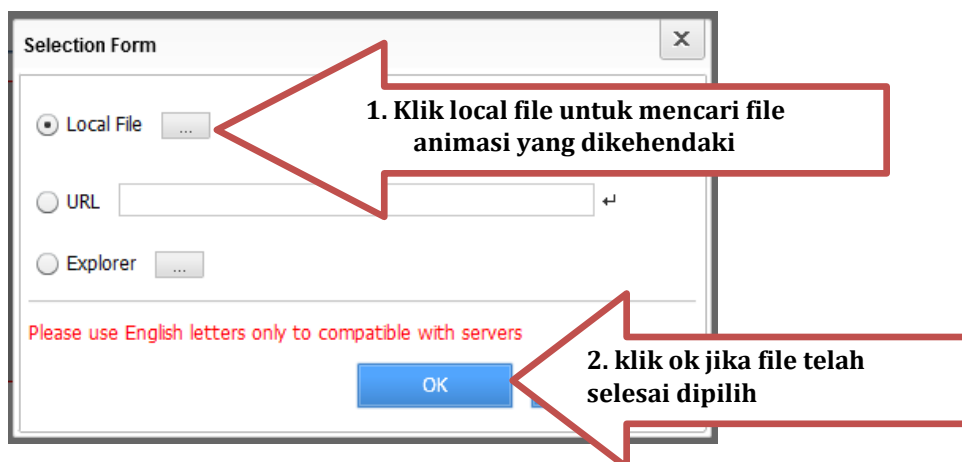 Selection Form
Local File ...
1. Klik local file untuk mencari file
animasi yang dikehendaki
URL
Explorer ...
Please use English letters only to compatible with servers
OK
2. klik ok jika file telah
selesai dipilih